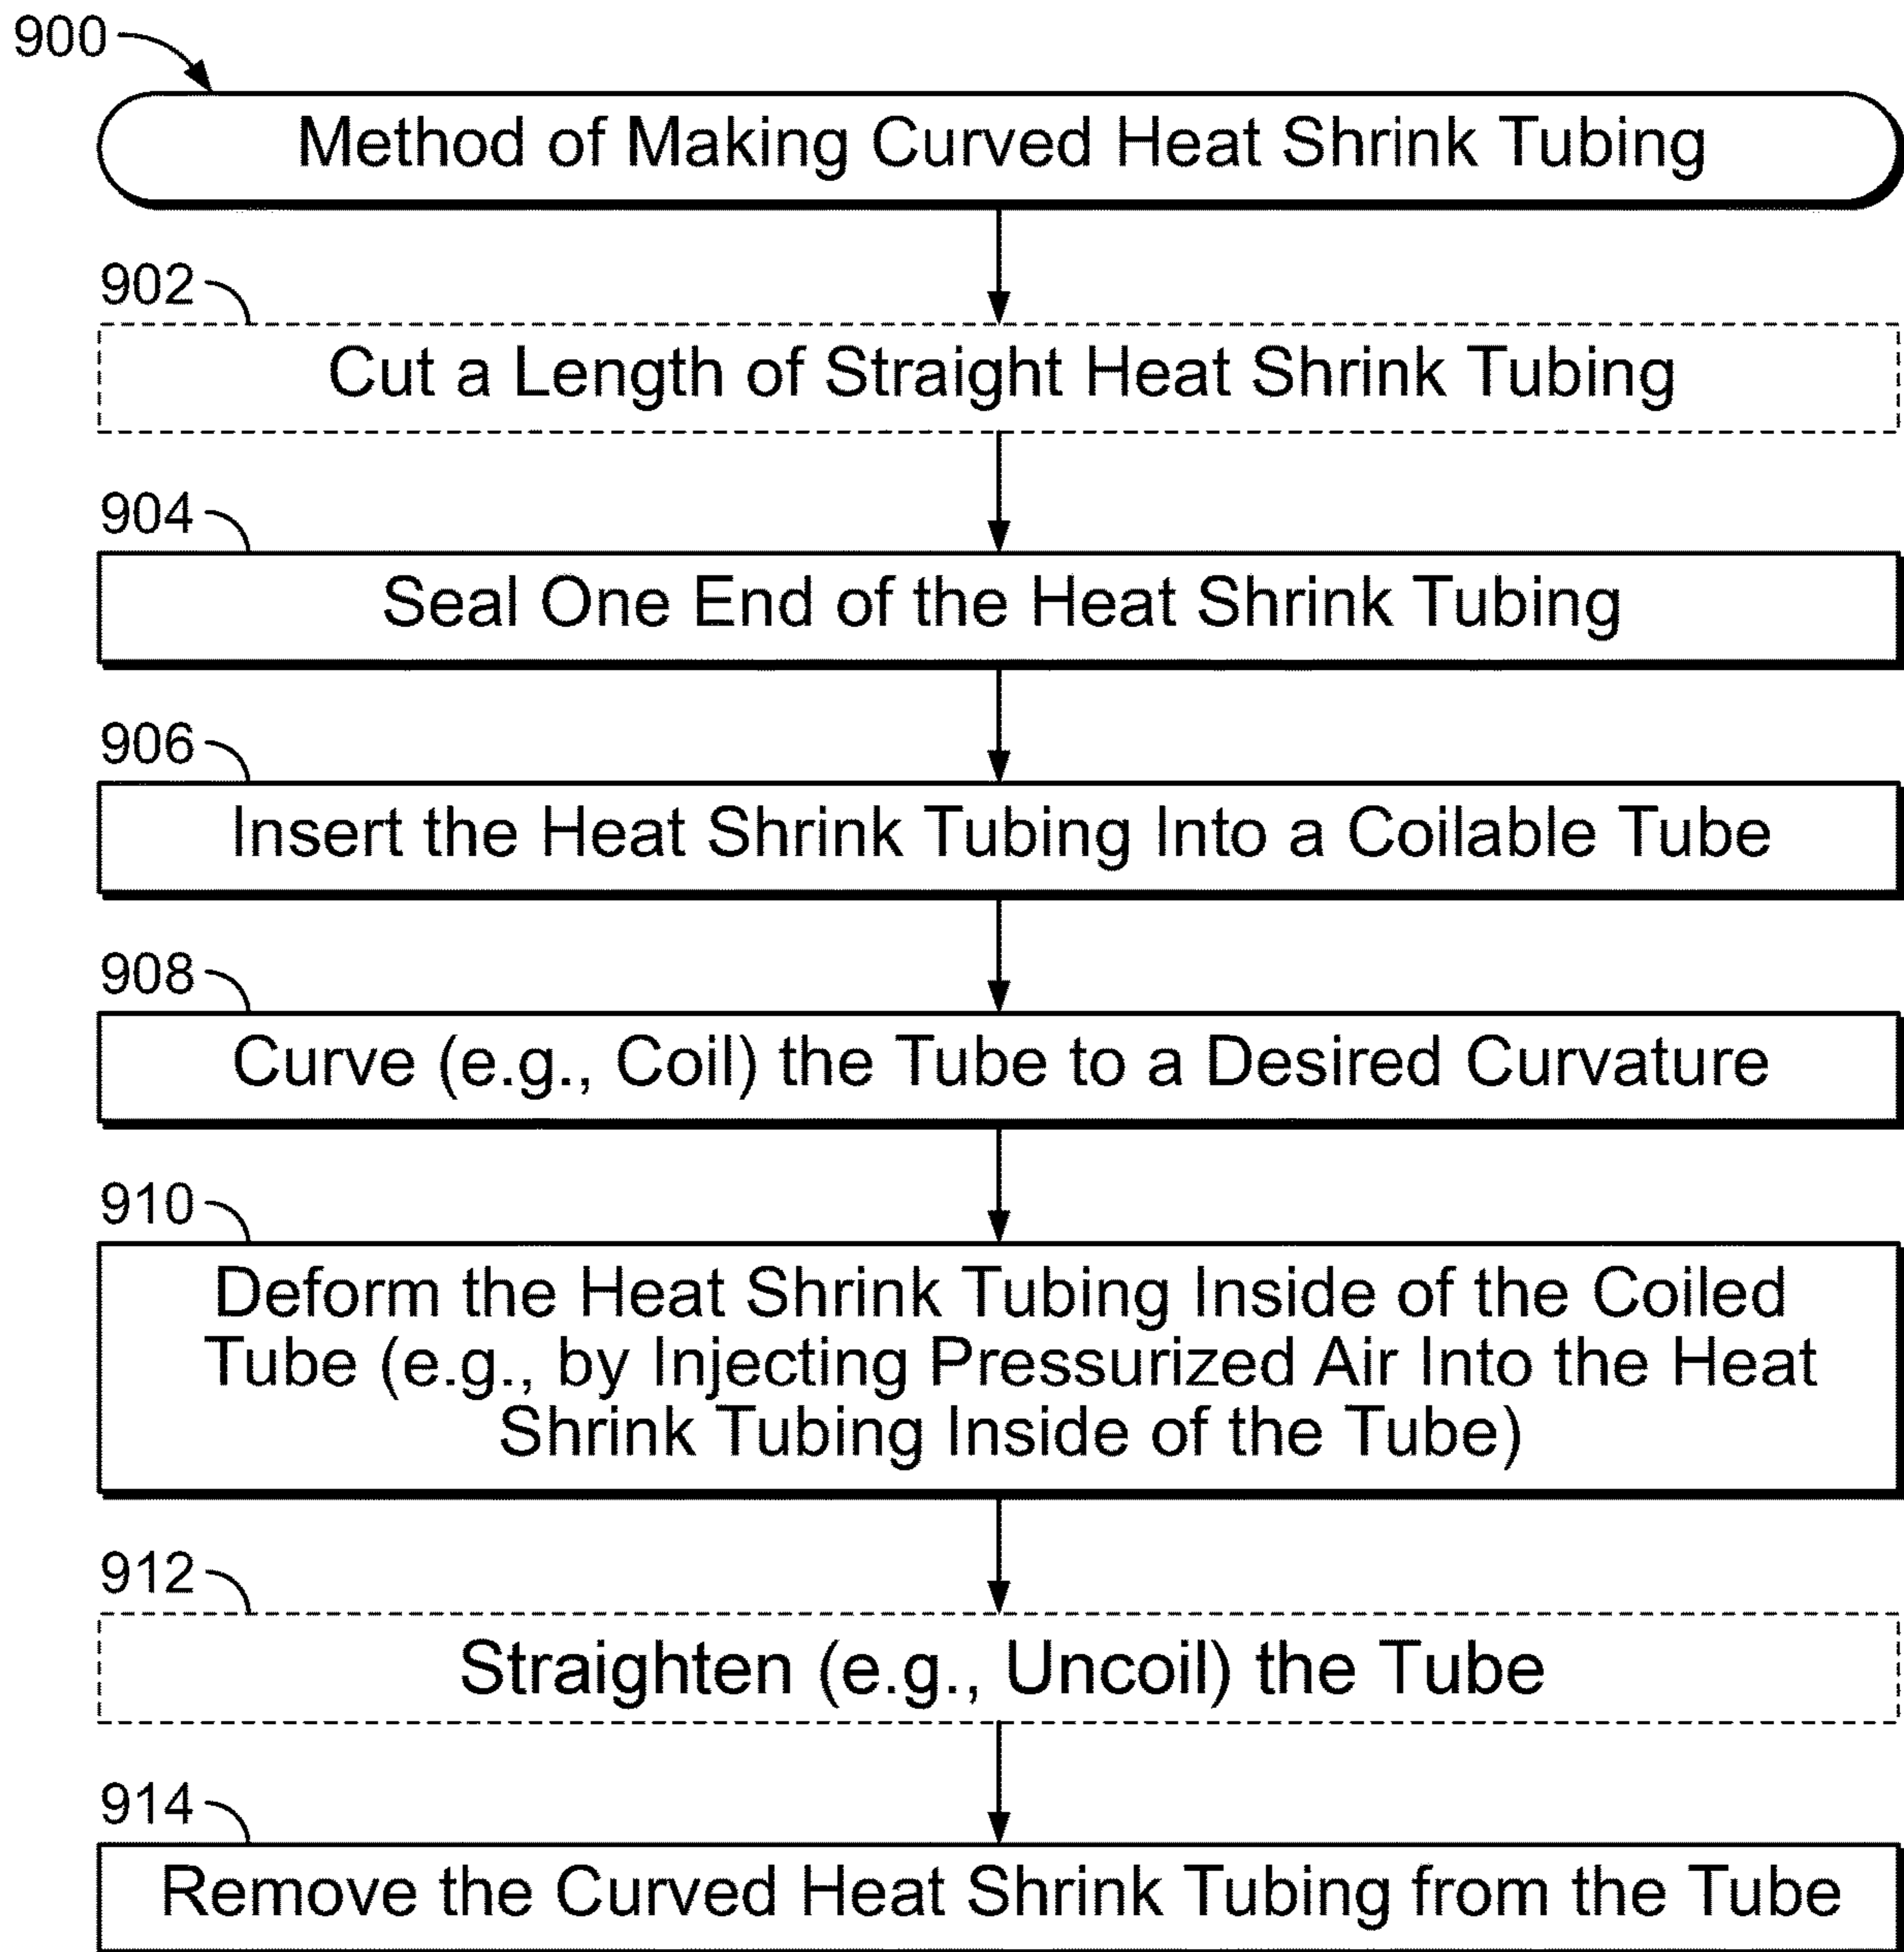 900
Method of Making Curved Heat Shrink Tubing
902
Cut a Length of Straight Heat Shrink Tubing
904
Seal One End of the Heat Shrink Tubing
906
Insert the Heat Shrink Tubing Into a Coilable Tube
908
Curve (e.g., Coil) the Tube to a Desired Curvature
910
Deform the Heat Shrink Tubing Inside of the Coiled
Tube (e.g., by Injecting Pressurized Air Into the Heat
Shrink Tubing Inside of the Tube)
912
Straighten (e.g., Uncoil) the Tube
914
Remove the Curved Heat Shrink Tubing from the Tube